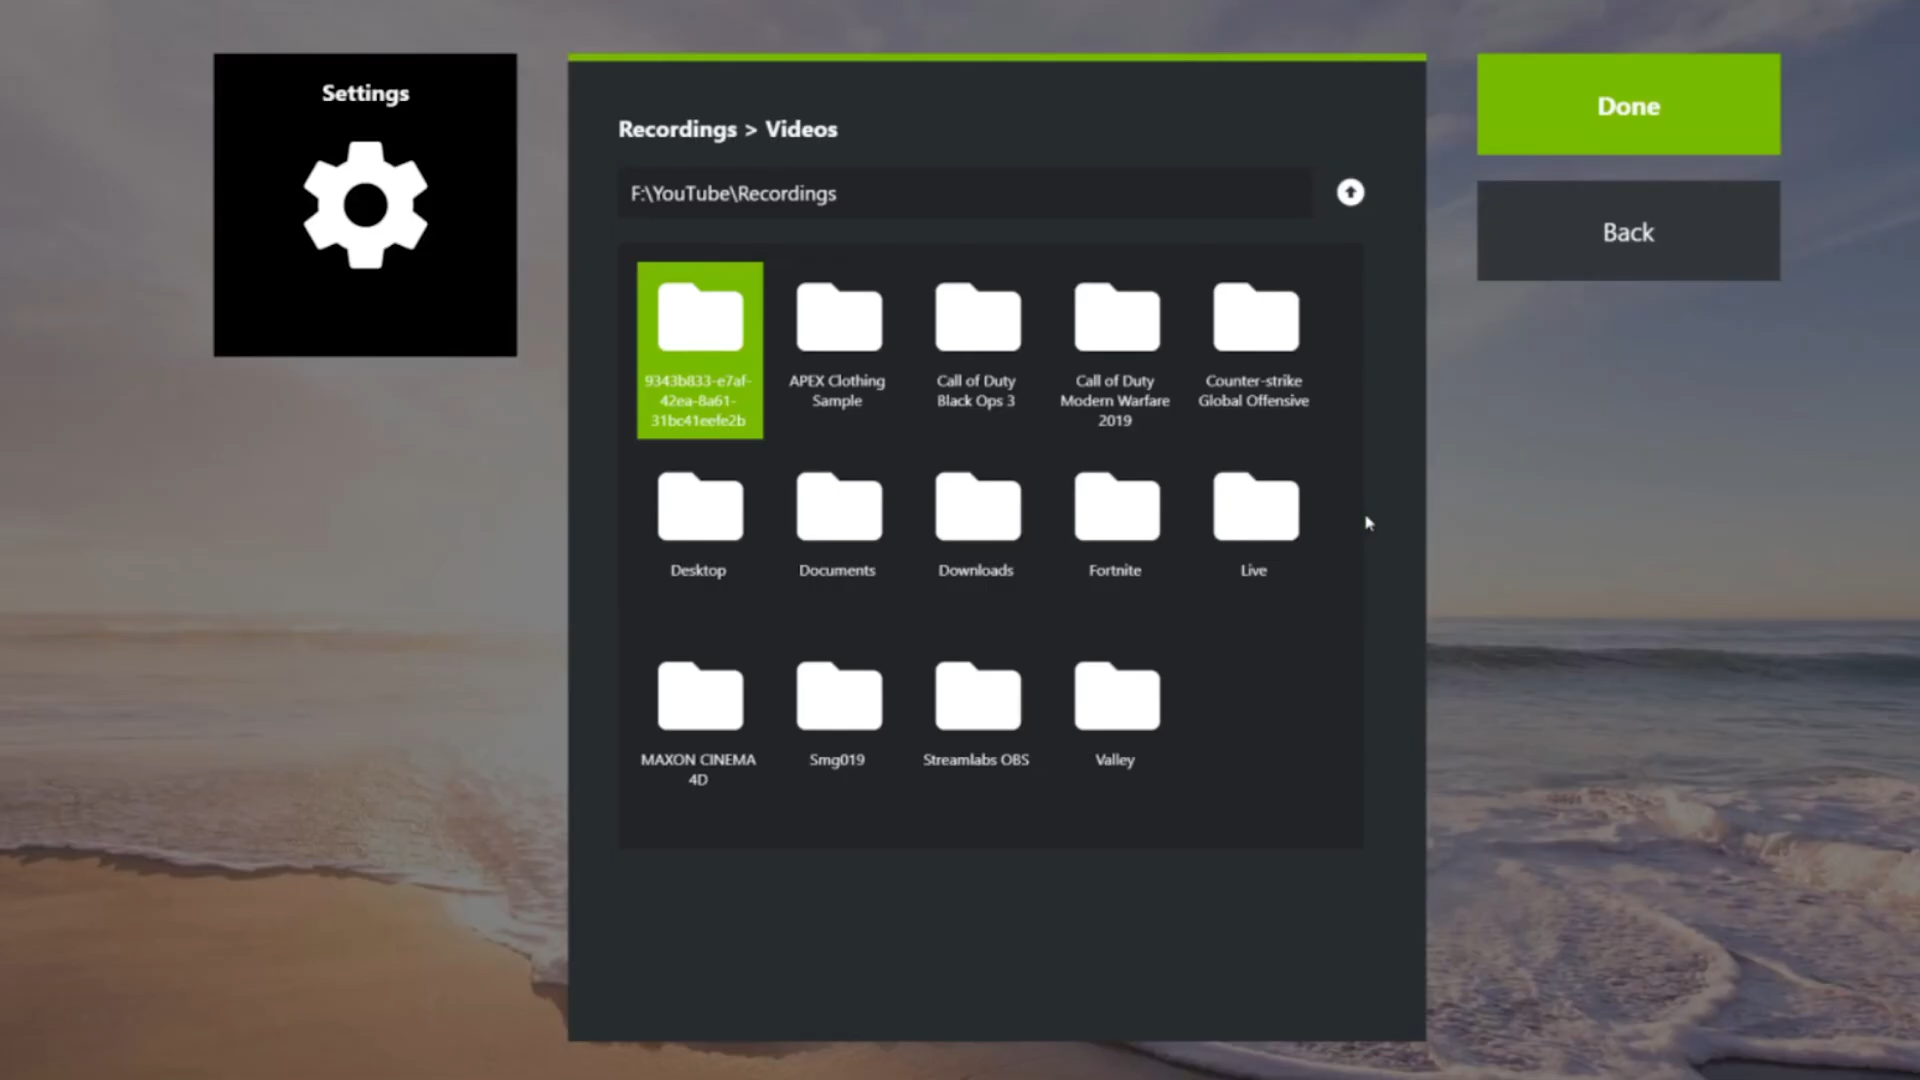 Settings
Recordings > Videos
F:\YouTube\Recordings
Done
Back
9343b833-e7af-
42ea-8a61-
31bc41eefe2b
APEX Clothing
Sample
Call of Duty
Black Ops 3
Call of Duty
Modern Warfare
2019
Counter-strike
Global Offensive
Desktop
Documents
Downloads
Fortnite
Live
MAXON CINEMA
4D
Smg019
Streamlabs OBS
Valley